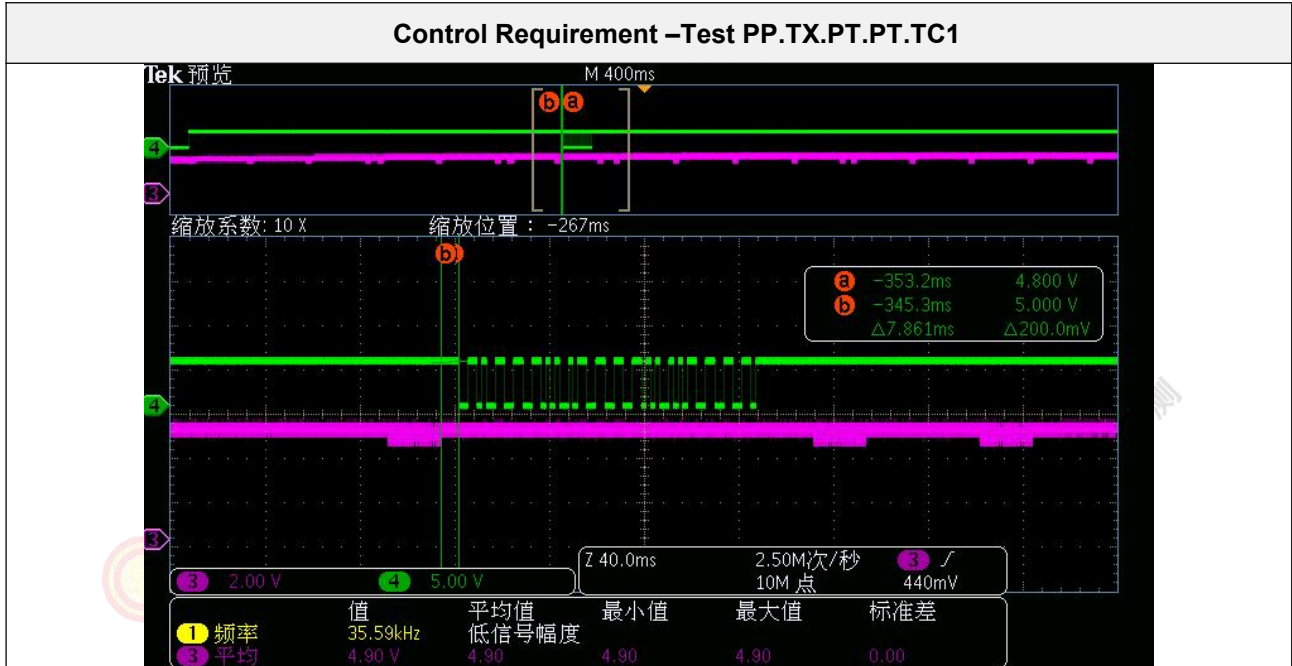 Control Requirement –Test PP.TX.PT.PT.TC1
Tek 预览 M 400ms
b a
4
3
缩放系数: 10 X 缩放位置： -267ms
b
a -353.2ms 4.800 V
b -345.3ms 5.000 V
△7.861ms △200.0mV
4
3
Z 40.0ms 2.50M次/秒 3
10M 点 440mV
3 2.00 V 4 5.00 V
值 平均值 最小值 最大值 标准差
1 频率 35.59kHz 低信号幅度
3 平均 4.90 V 4.90 4.90 4.90 0.00
测